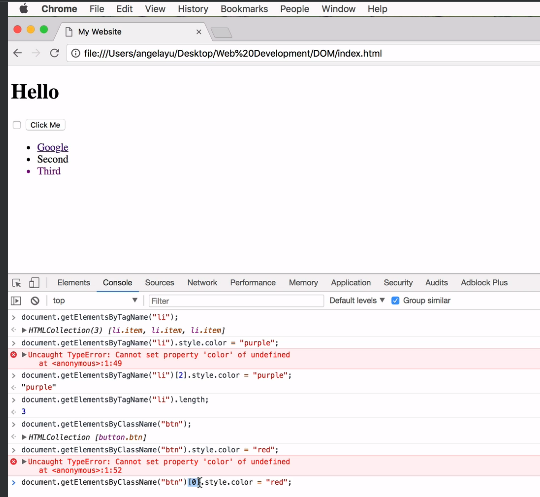 Chrome File Edit View History Bookmarks People Window Help
My Website
file:///Users/angelayu/Desktop/Web%20Development/DOM/index.html
Hello
Click Me
Google
Second
Third
Elements Console Sources Network Performance Memory Application Security Audits Adblock Plus
top Filter Default levels Group similar
document.getElementsByTagName("li");
HTMLCollection(3) [li.item, li.item, li.item]
document.getElementsByTagName("li").style.color = "purple";
Uncaught TypeError: Cannot set property 'color' of undefined
at <anonymous>:1:49
document.getElementsByTagName("li")[2].style.color = "purple";
"purple"
document.getElementsByTagName("li").length;
3
document.getElementsByClassName("btn");
HTMLCollection [button.btn]
document.getElementsByClassName("btn").style.color = "red";
Uncaught TypeError: Cannot set property 'color' of undefined
at <anonymous>:1:52
document.getElementsByClassName("btn")[0].style.color = "red";